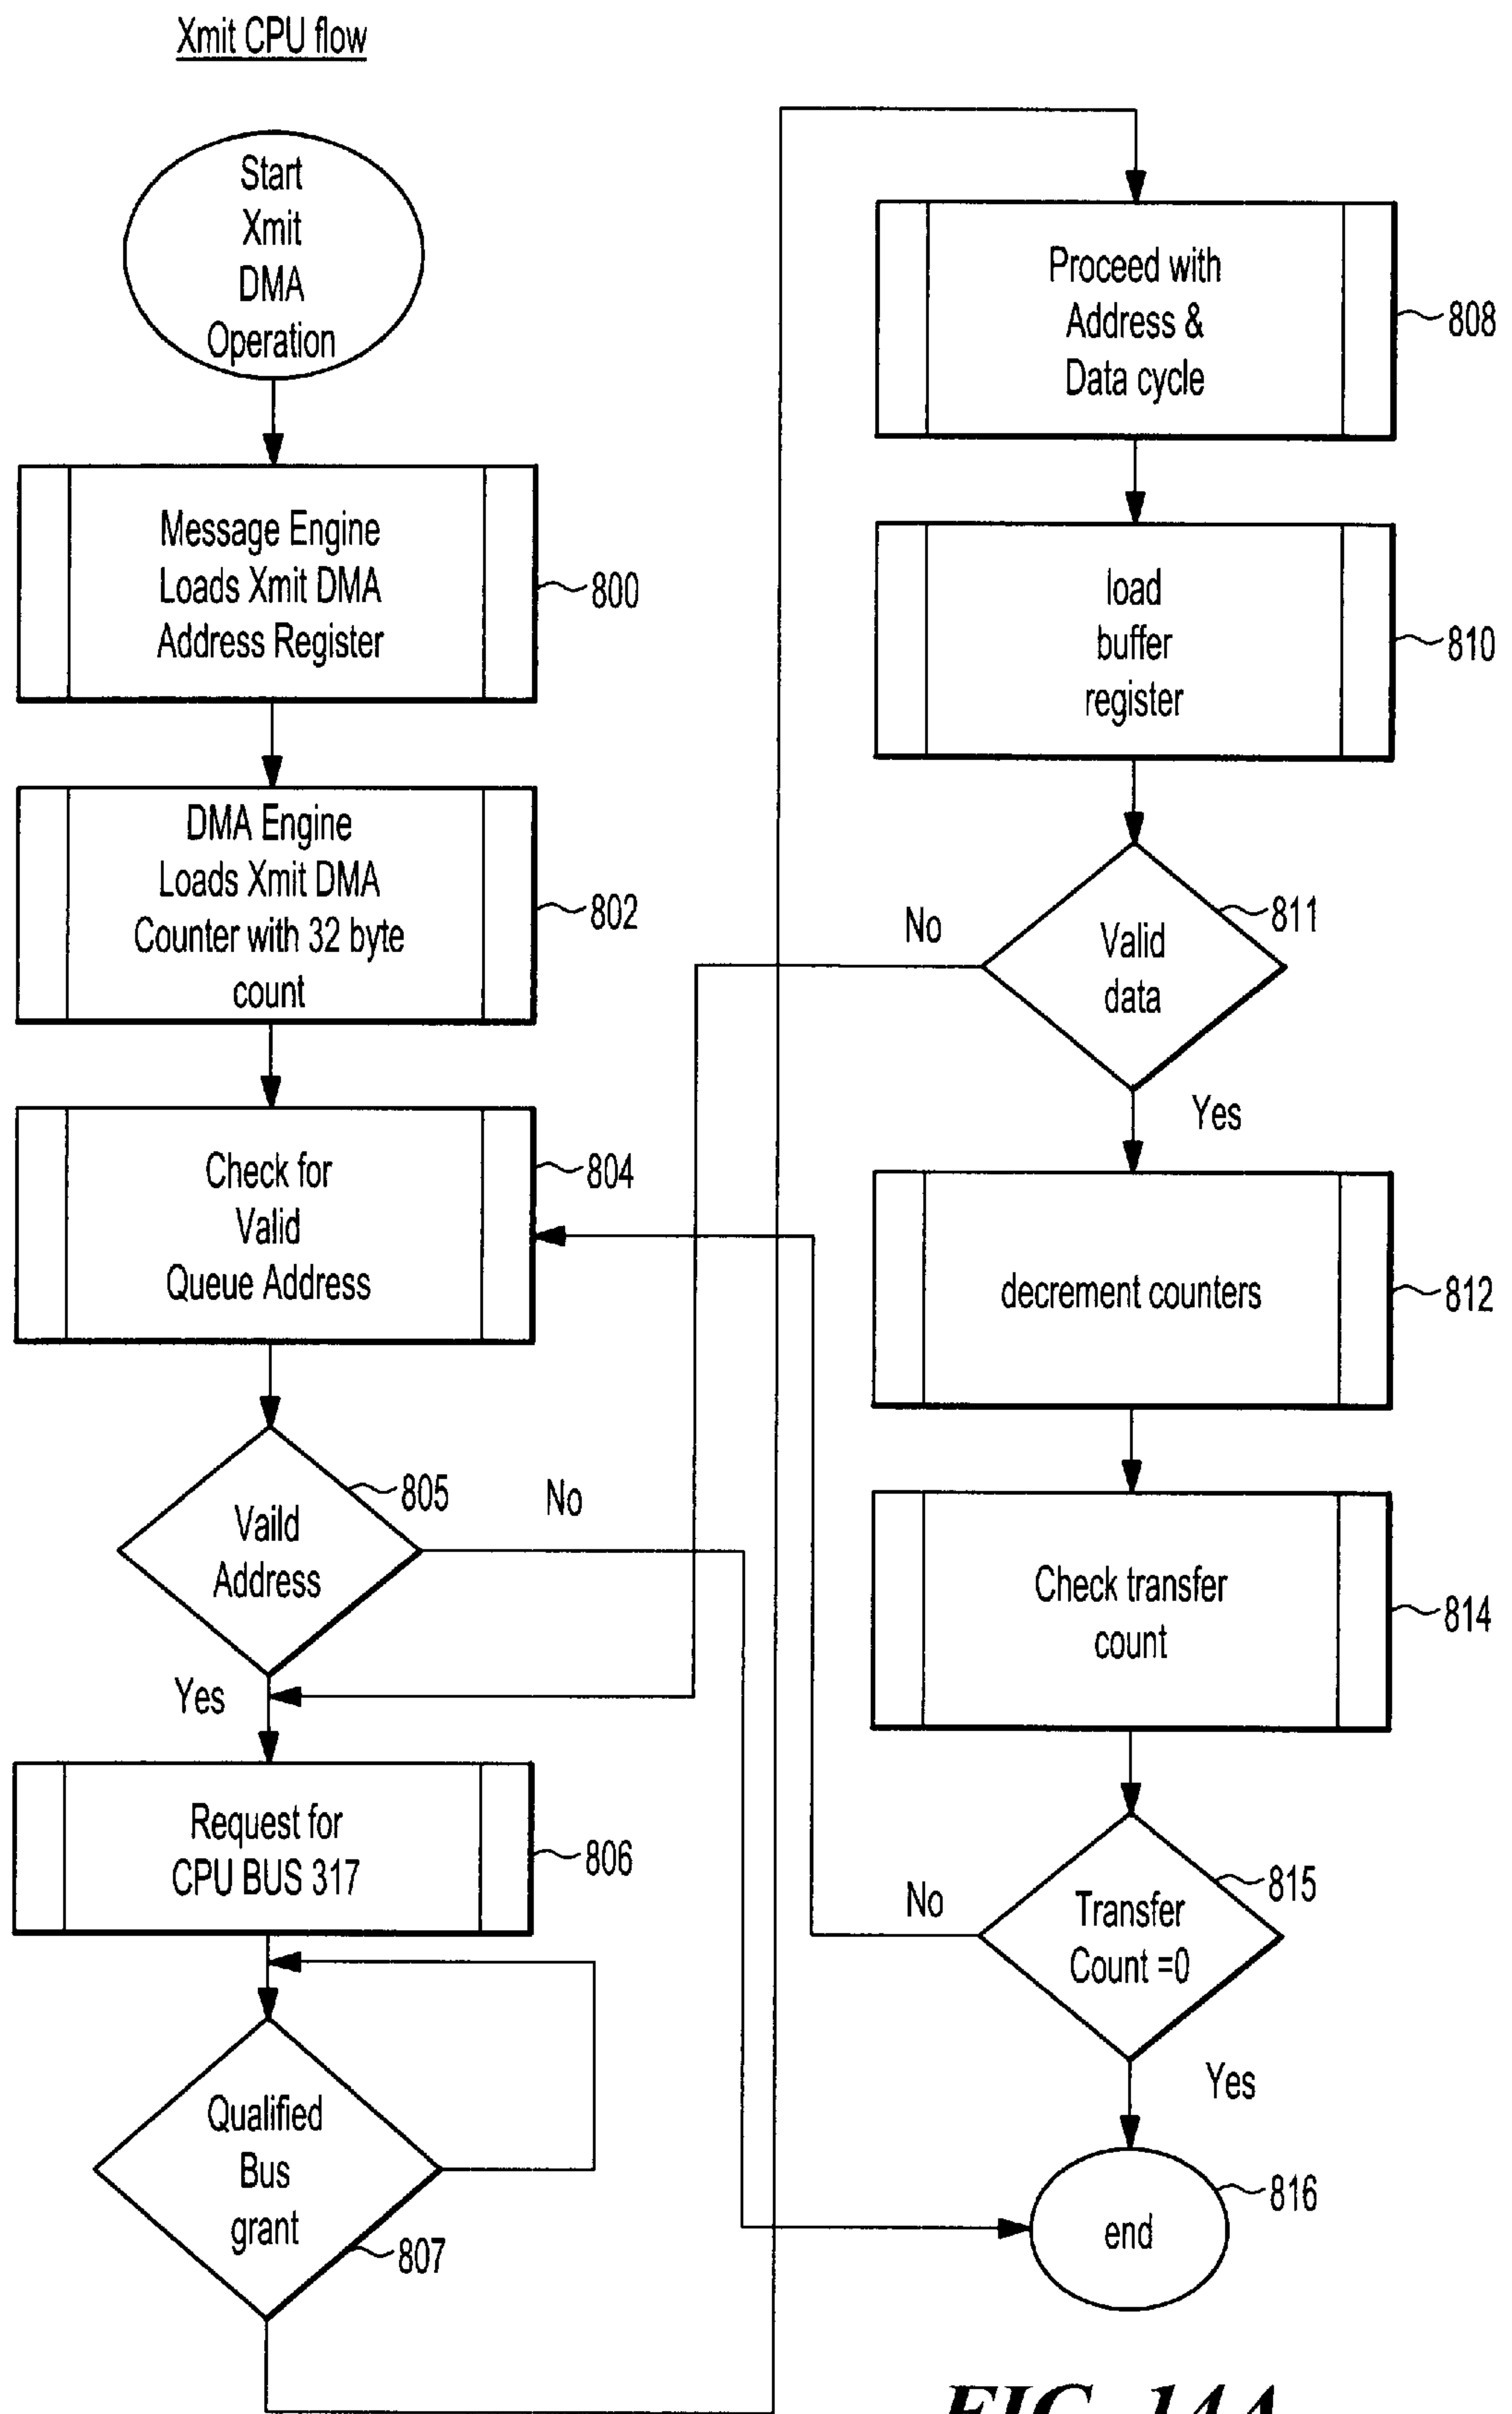 Xmit CPU flow
Start
Xmit
DMA
Operation
Message Engine
Loads Xmit DMA
Address Register
800
DMA Engine
Loads Xmit DMA
Counter with 32 byte
count
802
Check for
Valid
Queue Address
804
Vaild
Address
805
No
Yes
Request for
CPU BUS 317
806
Qualified
Bus
grant
807
Proceed with
Address &
Data cycle
808
load
buffer
register
810
Valid
data
811
No
Yes
decrement counters
812
Check transfer
count
814
Transfer
Count =0
815
No
Yes
end
816
FIG. 14A